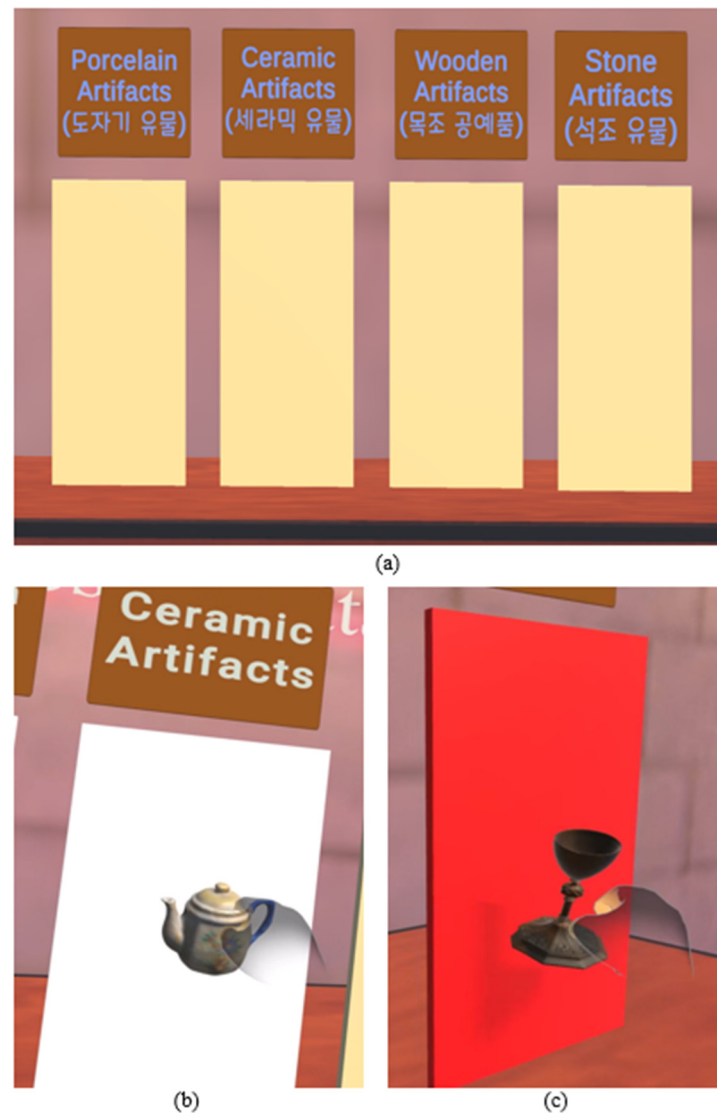 Porcelain
Artifacts
(도자기 유물)
Ceramic
Artifacts
(세라믹 유물)
Wooden
Artifacts
(목조 공예품)
Stone
Artifacts
(석조 유물)
(a)
Ceramic
Artifacts
(b)
(c)